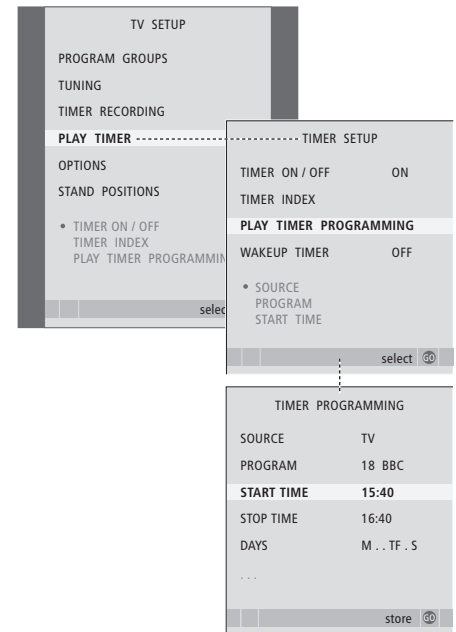 TV SETUP
PROGRAM GROUPS
TUNING
TIMER RECORDING
PLAY TIMER
OPTIONS
STAND POSITIONS
• TIMER ON / OFF
TIMER INDEX
PLAY TIMER PROGRAMMIN
selec
TIMER SETUP
TIMER ON / OFF ON
TIMER INDEX
PLAY TIMER PROGRAMMING
WAKEUP TIMER OFF
• SOURCE
PROGRAM
START TIME
select GO
TIMER PROGRAMMING
SOURCE TV
PROGRAM 18 BBC
START TIME 15:40
STOP TIME 16:40
DAYS M . . TF . S
. . .
store GO